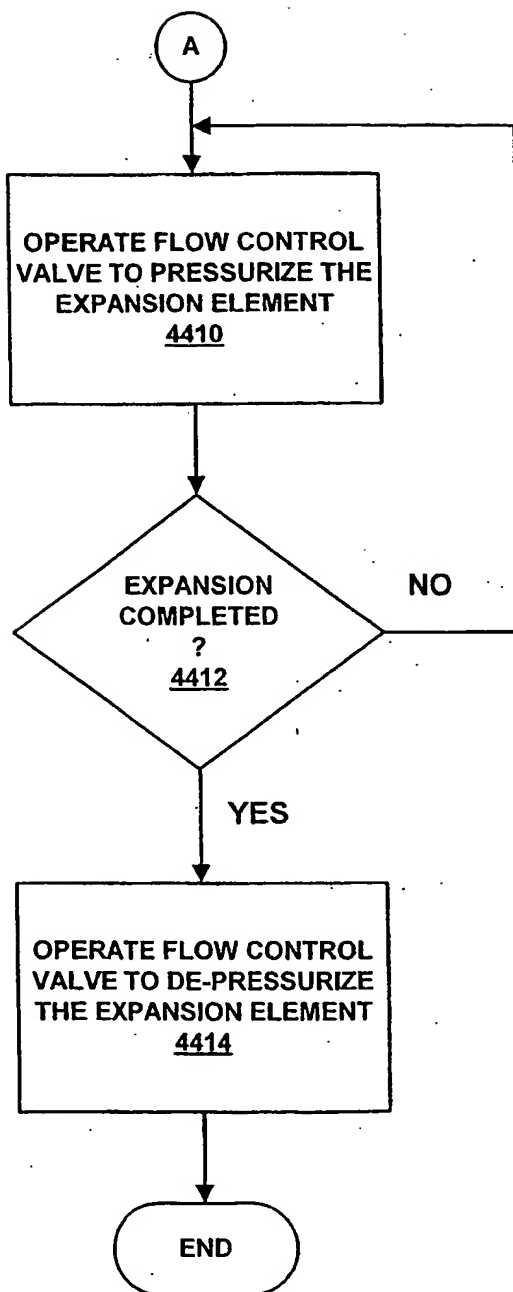 A
OPERATE FLOW CONTROL
VALVE TO PRESSURIZE THE
EXPANSION ELEMENT
4410
EXPANSION
COMPLETED
?
4412
NO
YES
OPERATE FLOW CONTROL
VALVE TO DE-PRESSURIZE
THE EXPANSION ELEMENT
4414
END